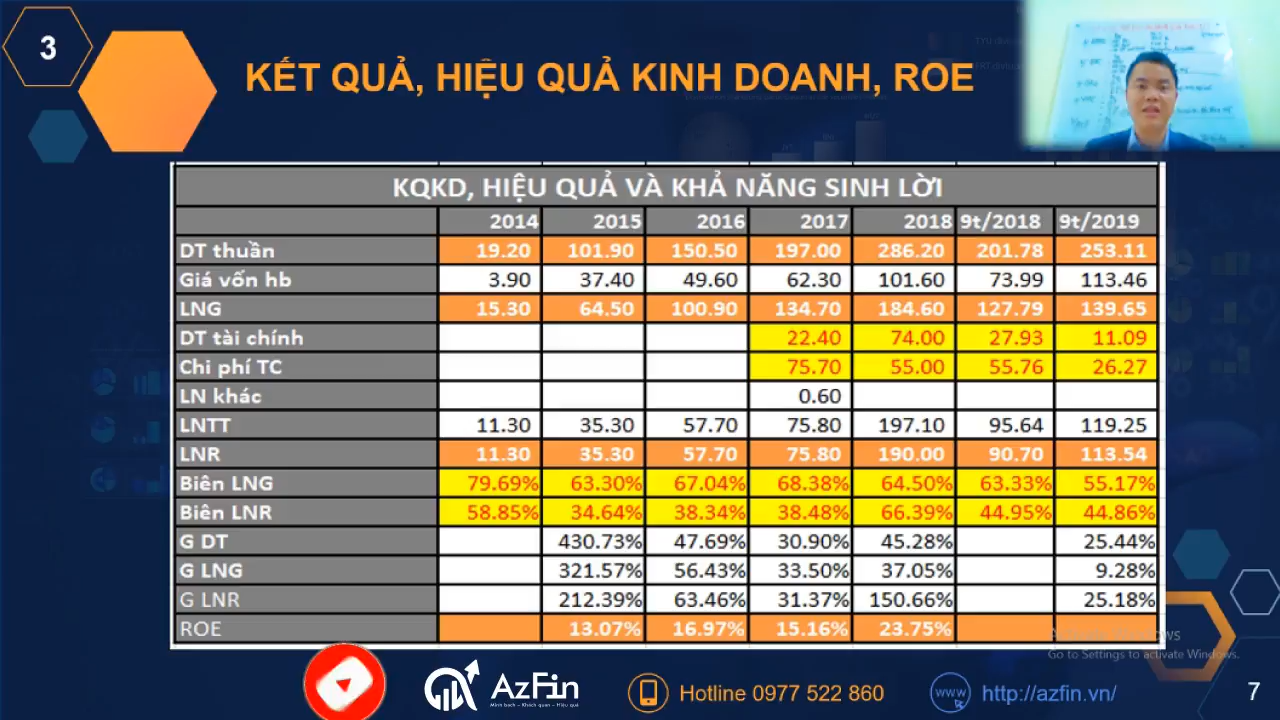 3
KẾT QUẢ, HIỆU QUẢ KINH DOANH, ROE
KQKD, HIỆU QUẢ VÀ KHẢ NĂNG SINH LỜI
2014 2015 2016 2017 2018 9t/2018 9t/2019
DT thuần 19.20 101.90 150.50 197.00 286.20 201.78 253.11
Giá vốn hb 3.90 37.40 49.60 62.30 101.60 73.99 113.46
LNG 15.30 64.50 100.90 134.70 184.60 127.79 139.65
DT tài chính 22.40 74.00 27.93 11.09
Chi phí TC 75.70 55.00 55.76 26.27
LN khác 0.60
LNTT 11.30 35.30 57.70 75.80 197.10 95.64 119.25
LNR 11.30 35.30 57.70 75.80 190.00 90.70 113.54
Biên LNG 79.69% 63.30% 67.04% 68.38% 64.50% 63.33% 55.17%
Biên LNR 58.85% 34.64% 38.34% 38.48% 66.39% 44.95% 44.86%
G DT 430.73% 47.69% 30.90% 45.28% 25.44%
G LNG 321.57% 56.43% 33.50% 37.05% 9.28%
G LNR 212.39% 63.46% 31.37% 150.66% 25.18%
ROE 13.07% 16.97% 15.16% 23.75%
Go to Settings to activate Windows.
AzFin
Minh bạch – Khách quan – Hiệu quả
Hotline 0977 522 860
www
http://azfin.vn/
7